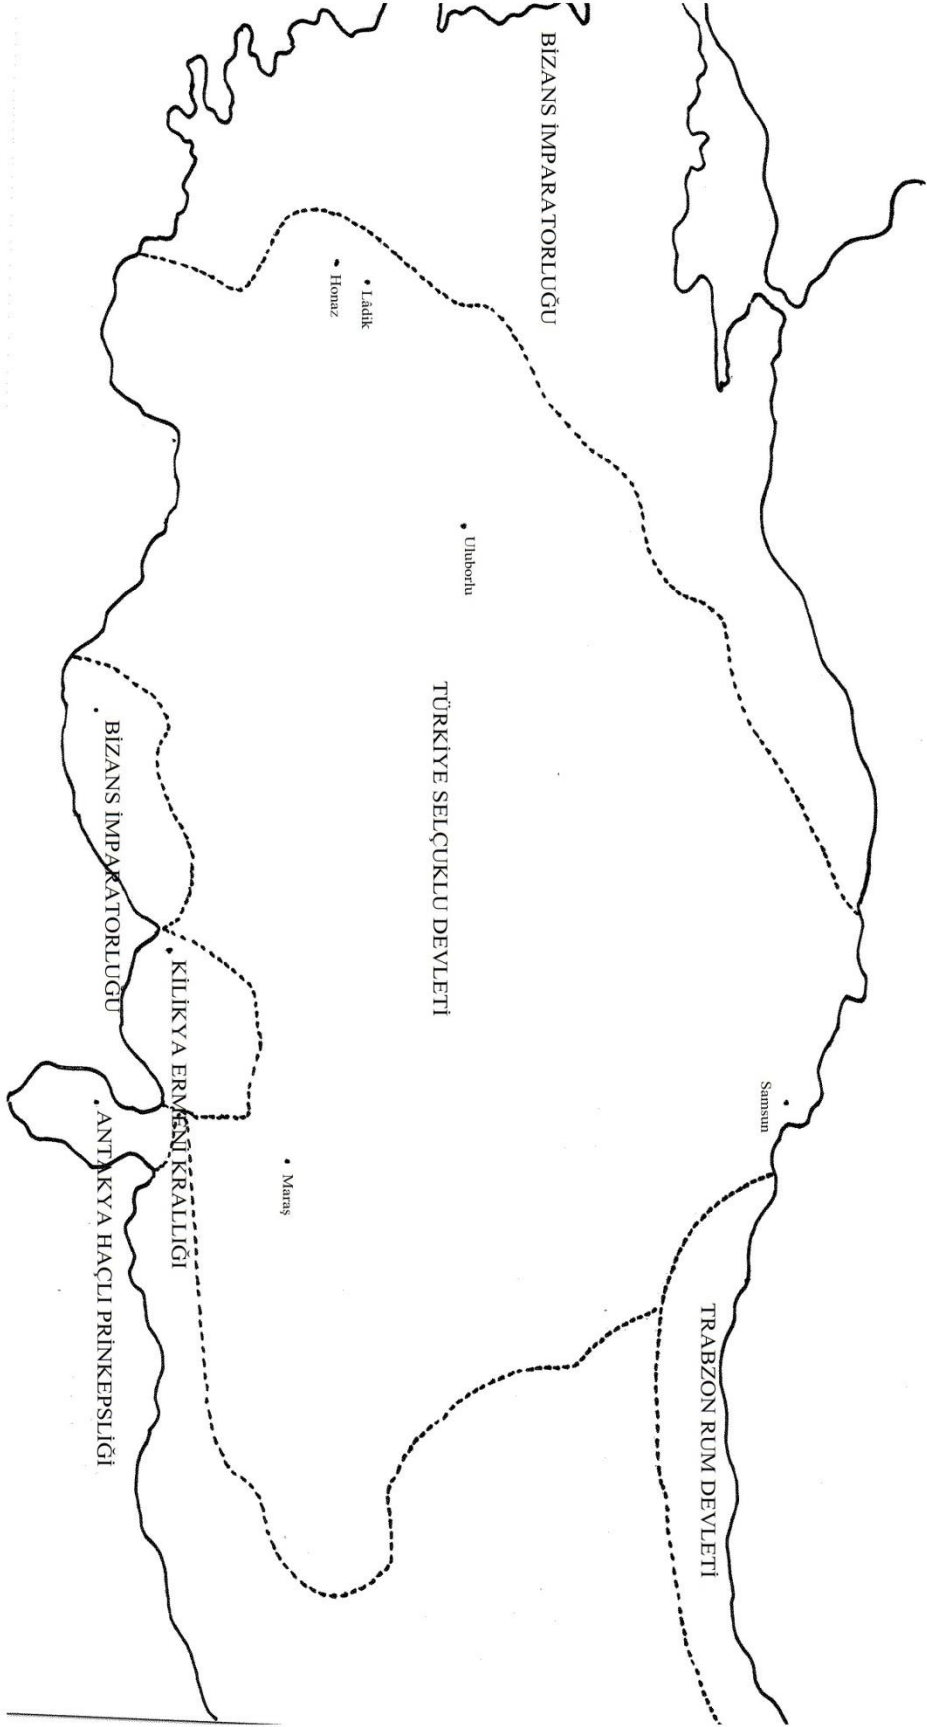 BİZANS İMPARATORLUĞU
Lâdik
Honaz
Uluborlu
TÜRKİYE SELÇUKLU DEVLETİ
Samsun
TRABZON RUM DEVLETİ
Maraş
BİZANS İMPARATORLUĞU
KİLİKYA ERMENİ KRALLIĞI
ANTAKYA HAÇLI PRİNKEPSLİĞİ